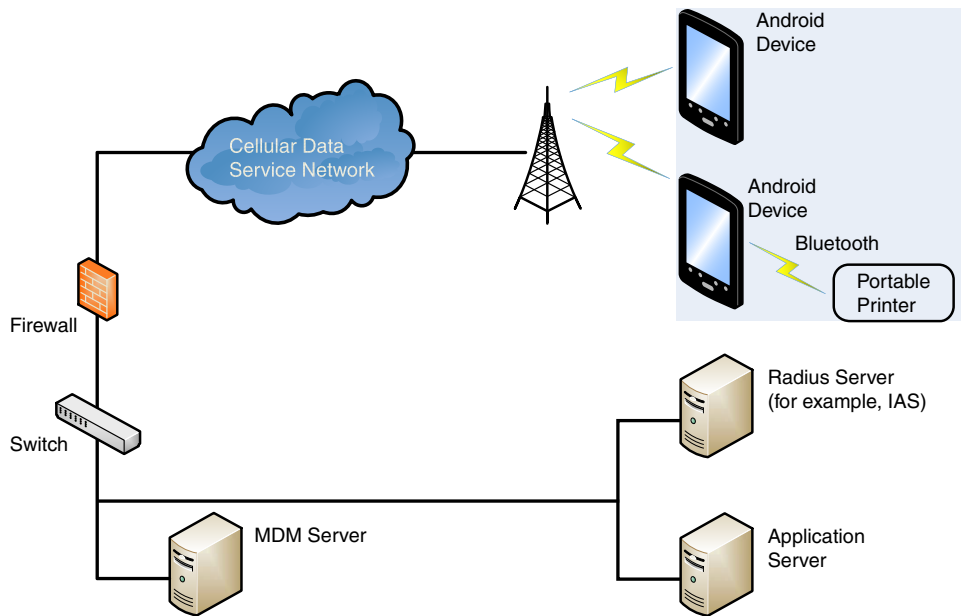 Android
Device
Cellular Data
Service Network
Android
Device
Bluetooth
Portable
Printer
Firewall
Radius Server
(for example, IAS)
Switch
MDM Server
Application
Server